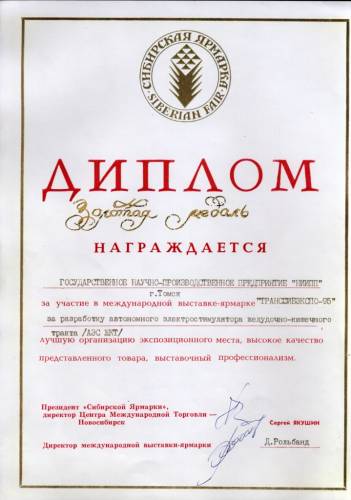 СИБИРСКАЯ ЯРМАРКА
SIBERIAN FAIR
ДИПЛОМ
Золотая медаль
НАГРАЖДАЕТСЯ
ГОСУДАРСТВЕННОЕ НАУЧНО-ПРОИЗВОДСТВЕННОЕ ПРЕДПРИЯТИЕ "НИИПП"
г.Томск
за участие в международной выставке-ярмарке "ТРАНССИБЭКСПО-95"
за разработку автономного электростимулятора желудочно-кишечного
тракта /АЭС ЖКТ/
лучшую организацию экспозиционного места, высокое качество
представленного товара, выставочный профессионализм.
Президент «Сибирской Ярмарки»,
директор Центра Международной Торговли —
Новосибирск
Сергей ЯКУШИН
Директор международной выставки-ярмарки
Д.Рольбанд